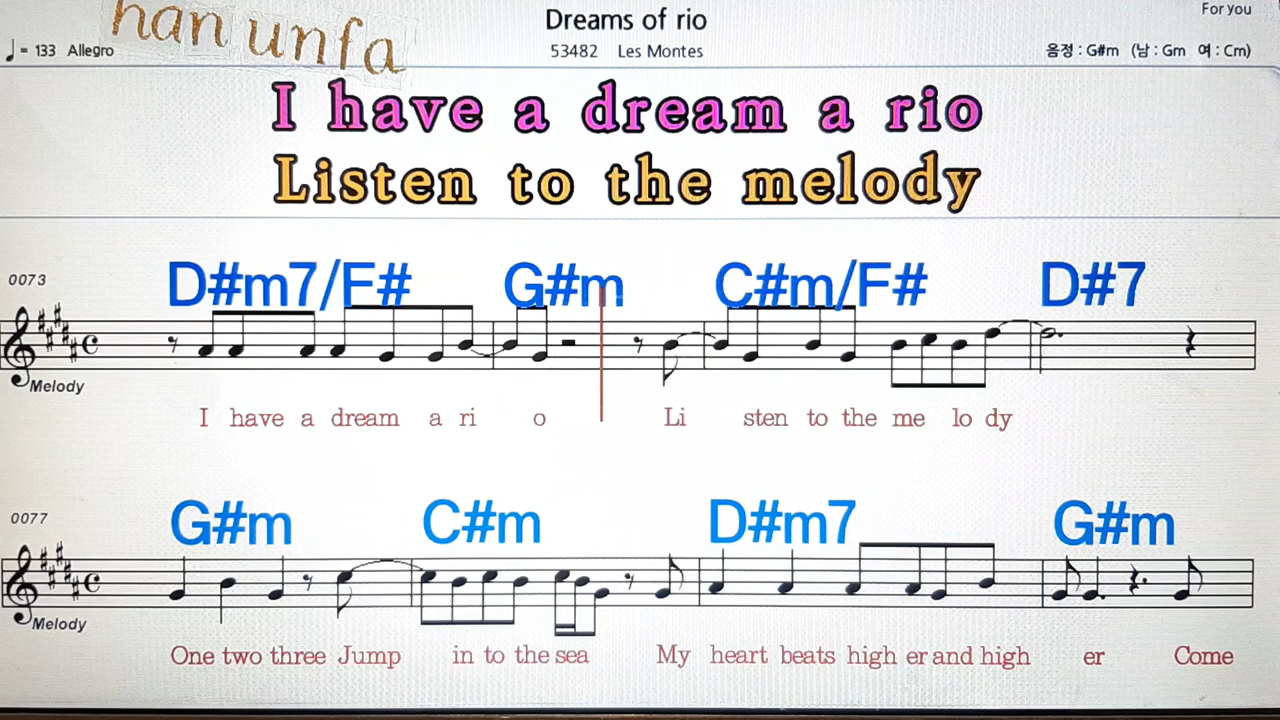 han unfa
Dreams of rio
For you
♩ = 133 Allegro
53482 Les Montes
음정 : G#m (남 : Gm 여 : Cm)
I have a dream a rio
Listen to the melody
0073
D#m7/F# G#m C#m/F# D#7
Melody
I have a dream a ri o Li sten to the me lo dy
0077
G#m C#m D#m7 G#m
Melody
One two three Jump in to the sea My heart beats high er and high er Come